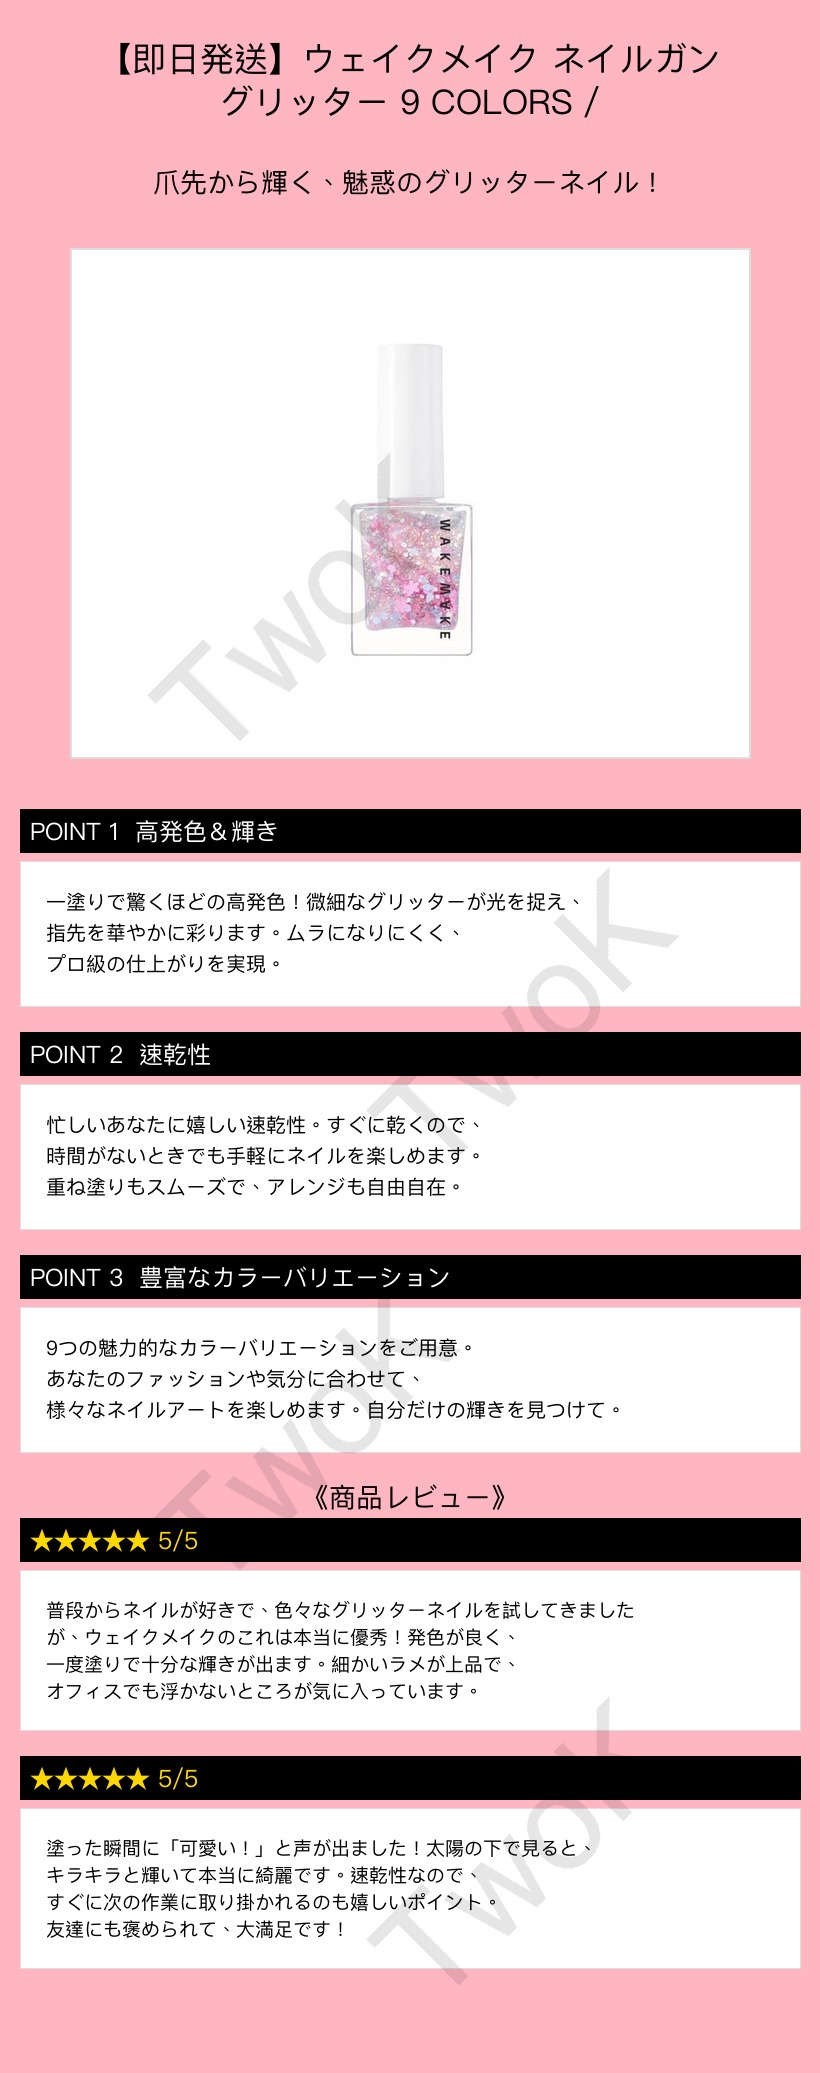 【即日発送】ウェイクメイク ネイルガン
グリッター 9 COLORS /
爪先から輝く、魅惑のグリッターネイル！
WAKEMAKE
TwoK
POINT 1 高発色＆輝き
一塗りで驚くほどの高発色！微細なグリッターが光を捉え、
指先を華やかに彩ります。ムラになりにくく、
プロ級の仕上がりを実現。
TwoK
POINT 2 速乾性
忙しいあなたに嬉しい速乾性。すぐに乾くので、
時間がないときでも手軽にネイルを楽しめます。
重ね塗りもスムーズで、アレンジも自由自在。
POINT 3 豊富なカラーバリエーション
9つの魅力的なカラーバリエーションをご用意。
あなたのファッションや気分に合わせて、
様々なネイルアートを楽しめます。自分だけの輝きを見つけて。
TwoK
《商品レビュー》
★★★★★ 5/5
普段からネイルが好きで、色々なグリッターネイルを試してきました
が、ウェイクメイクのこれは本当に優秀！発色が良く、
一度塗りで十分な輝きが出ます。細かいラメが上品で、
オフィスでも浮かないところが気に入っています。
★★★★★ 5/5
塗った瞬間に「可愛い！」と声が出ました！太陽の下で見ると、
キラキラと輝いて本当に綺麗です。速乾性なので、
すぐに次の作業に取り掛かれるのも嬉しいポイント。
友達にも褒められて、大満足です！
TwoK